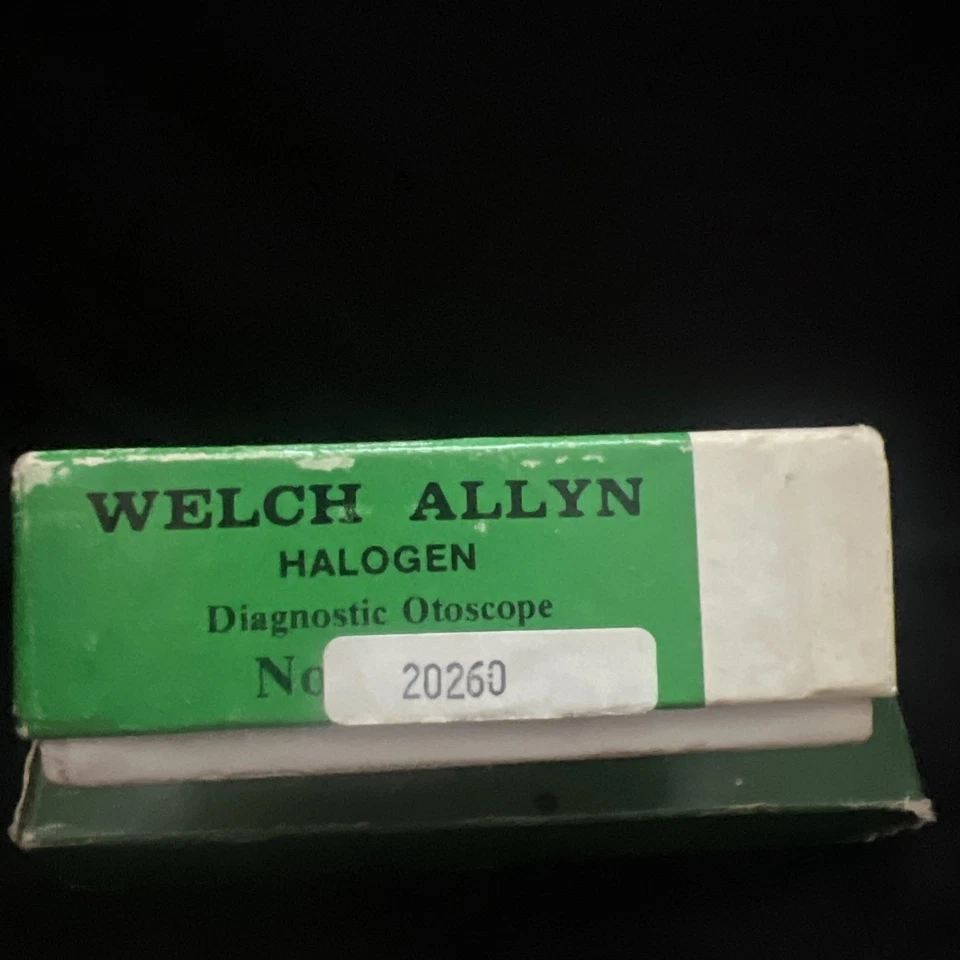 WELCH ALLYN
HALOGEN
Diagnostic Otoscope
No 20260